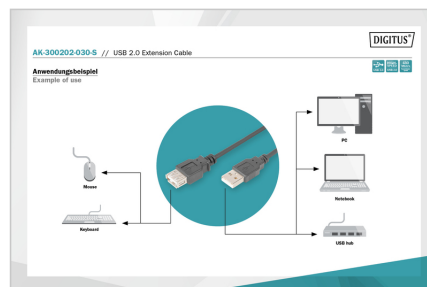 DIGITUS®
AK-300202-030-S // USB 2.0 Extension Cable
Anwendungsbeispiel
Example of use
PC
Mouse
Notebook
Keyboard
USB hub